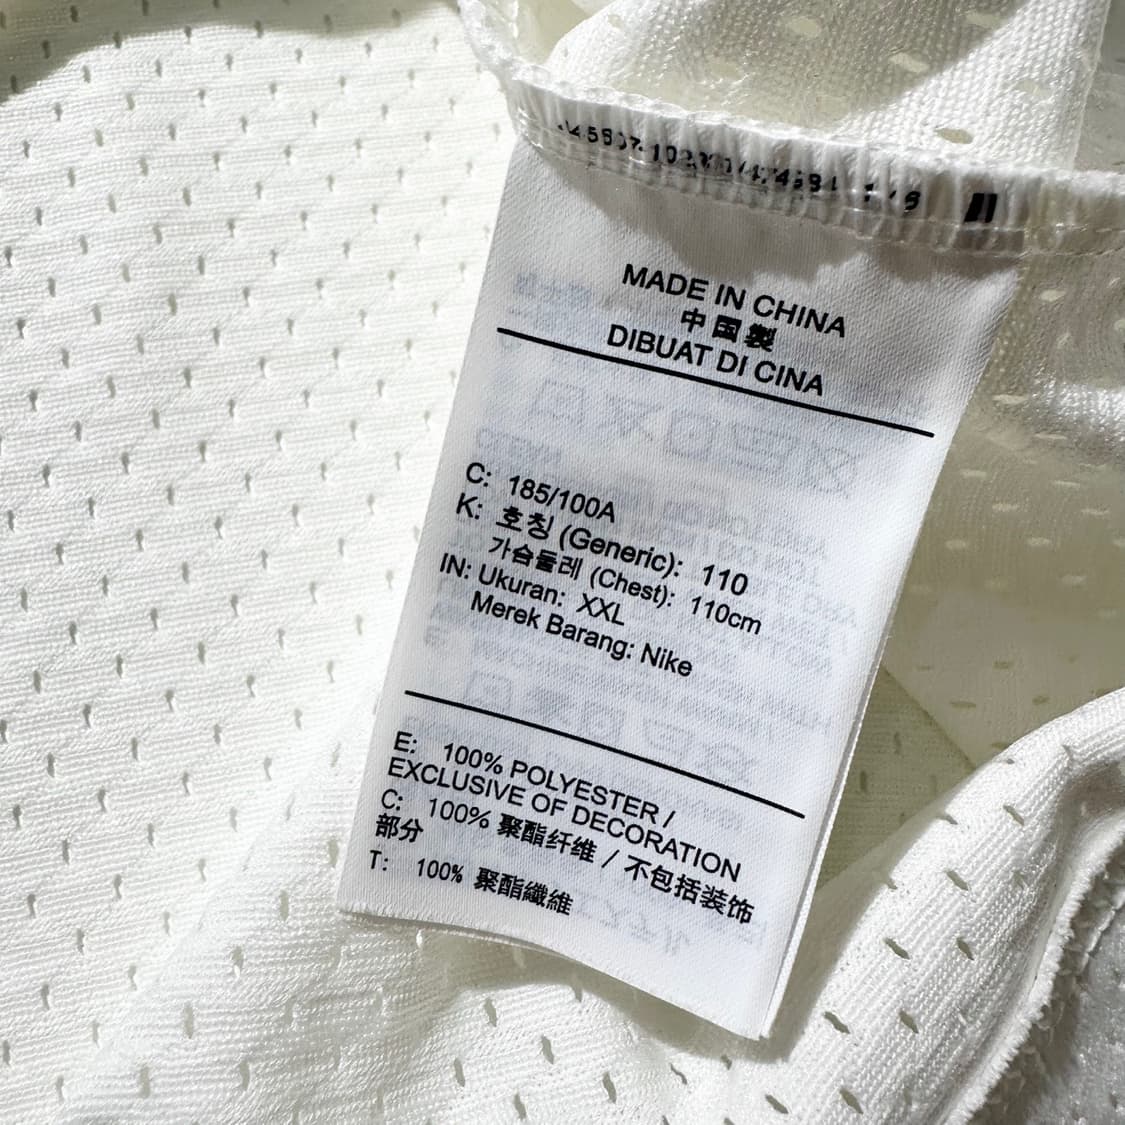 MADE IN CHINA
中国製
DIBUAT DI CINA
C: 185/100A
K: 호칭 (Generic): 110
가슴둘레 (Chest): 110cm
IN: Ukuran: XXL
Merek Barang: Nike
E: 100% POLYESTER /
EXCLUSIVE OF DECORATION
C: 100% 聚酯纤维 / 不包括装饰
部分
T: 100% 聚酯纖維